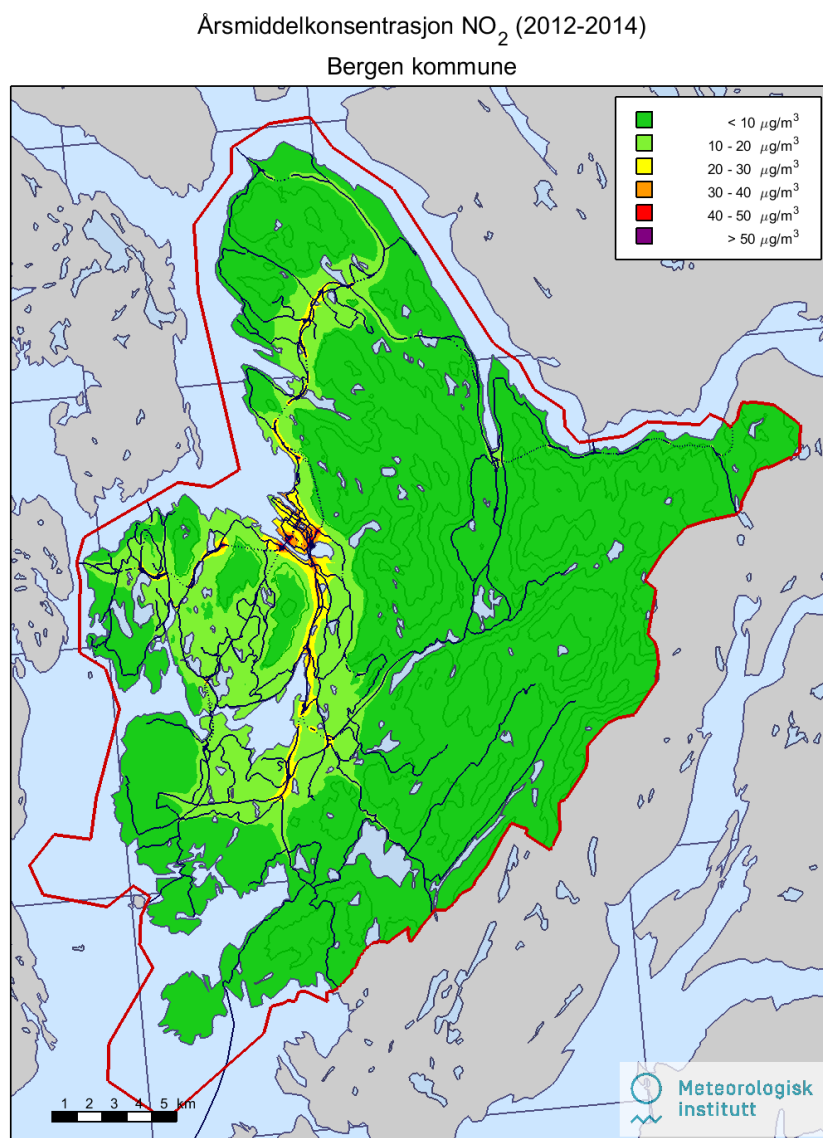 Årsmiddelkonsentrasjon NO2 (2012-2014)
Bergen kommune
< 10 μg/m3
10 - 20 μg/m3
20 - 30 μg/m3
30 - 40 μg/m3
40 - 50 μg/m3
> 50 μg/m3
1 2 3 4 5 km
Meteorologisk
institutt